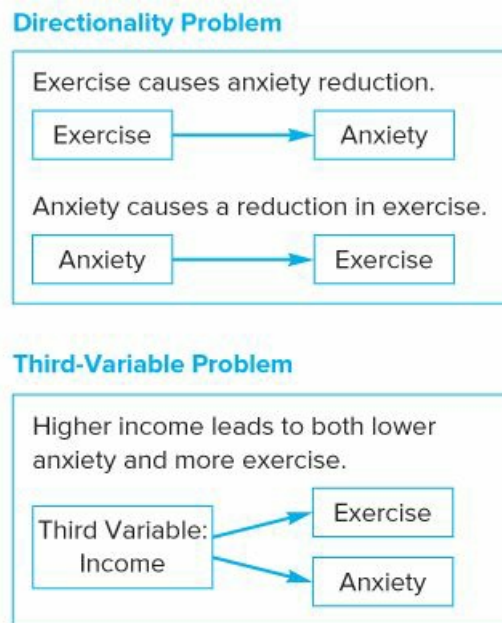 Directionality Problem
Exercise causes anxiety reduction.
Exercise
Anxiety
Anxiety causes a reduction in exercise.
Anxiety
Exercise
Third-Variable Problem
Higher income leads to both lower
anxiety and more exercise.
Third Variable:
Income
Exercise
Anxiety